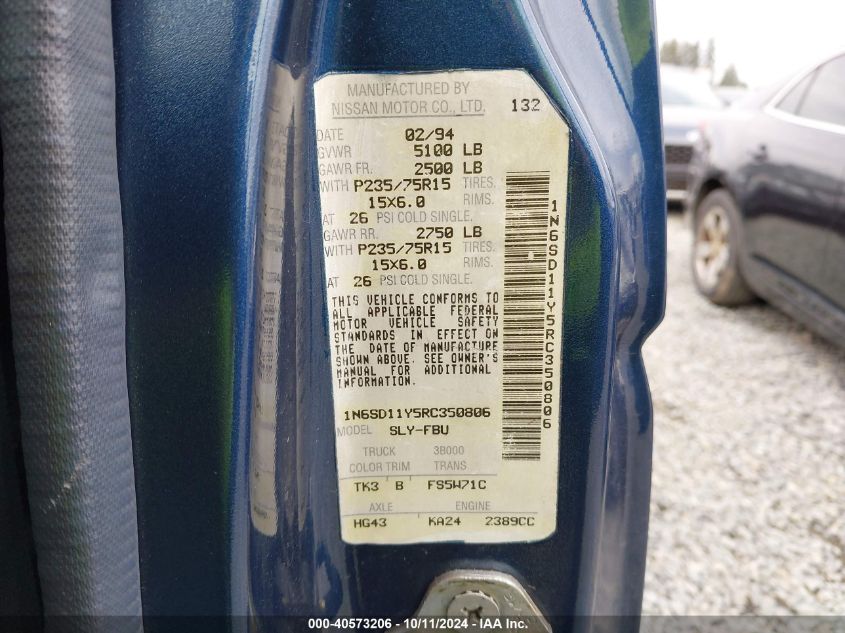 MANUFACTURED BY
NISSAN MOTOR CO., LTD. 132
DATE 02/94
GVWR 5100 LB
GAWR FR. 2500 LB
WITH P235/75R15 TIRES.
15X6.0 RIMS.
AT 26 PSI COLD SINGLE.
GAWR RR. 2750 LB
WITH P235/75R15 TIRES.
15X6.0 RIMS.
AT 26 PSI COLD SINGLE.
THIS VEHICLE CONFORMS TO
ALL APPLICABLE FEDERAL
MOTOR VEHICLE SAFETY
STANDARDS IN EFFECT ON
THE DATE OF MANUFACTURE
SHOWN ABOVE. SEE OWNER'S
MANUAL FOR ADDITIONAL
INFORMATION.
1N6SD11Y5RC350806
MODEL SLY-FBU
TRUCK 3B000
COLOR TRIM TRANS
TK3 B FS5W71C
AXLE ENGINE
HG43 KA24 2389CC
1N6SD11Y5RC350806
000-40573206 - 10/11/2024 - IAA Inc.